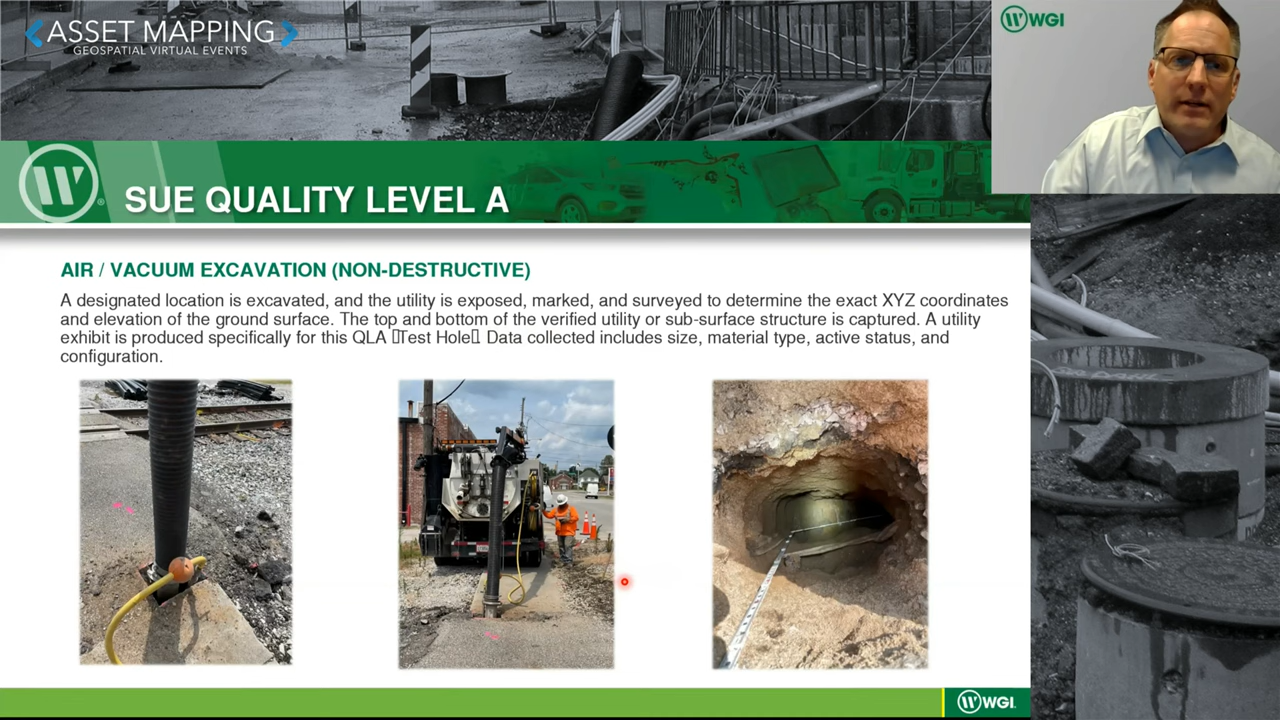 ASSET MAPPING
GEOSPATIAL VIRTUAL EVENTS
WGI
SUE QUALITY LEVEL A
AIR / VACUUM EXCAVATION (NON-DESTRUCTIVE)
A designated location is excavated, and the utility is exposed, marked, and surveyed to determine the exact XYZ coordinates
and elevation of the ground surface. The top and bottom of the verified utility or sub-surface structure is captured. A utility
exhibit is produced specifically for this QLA ▯Test Hole▯. Data collected includes size, material type, active status, and
configuration.
WGI